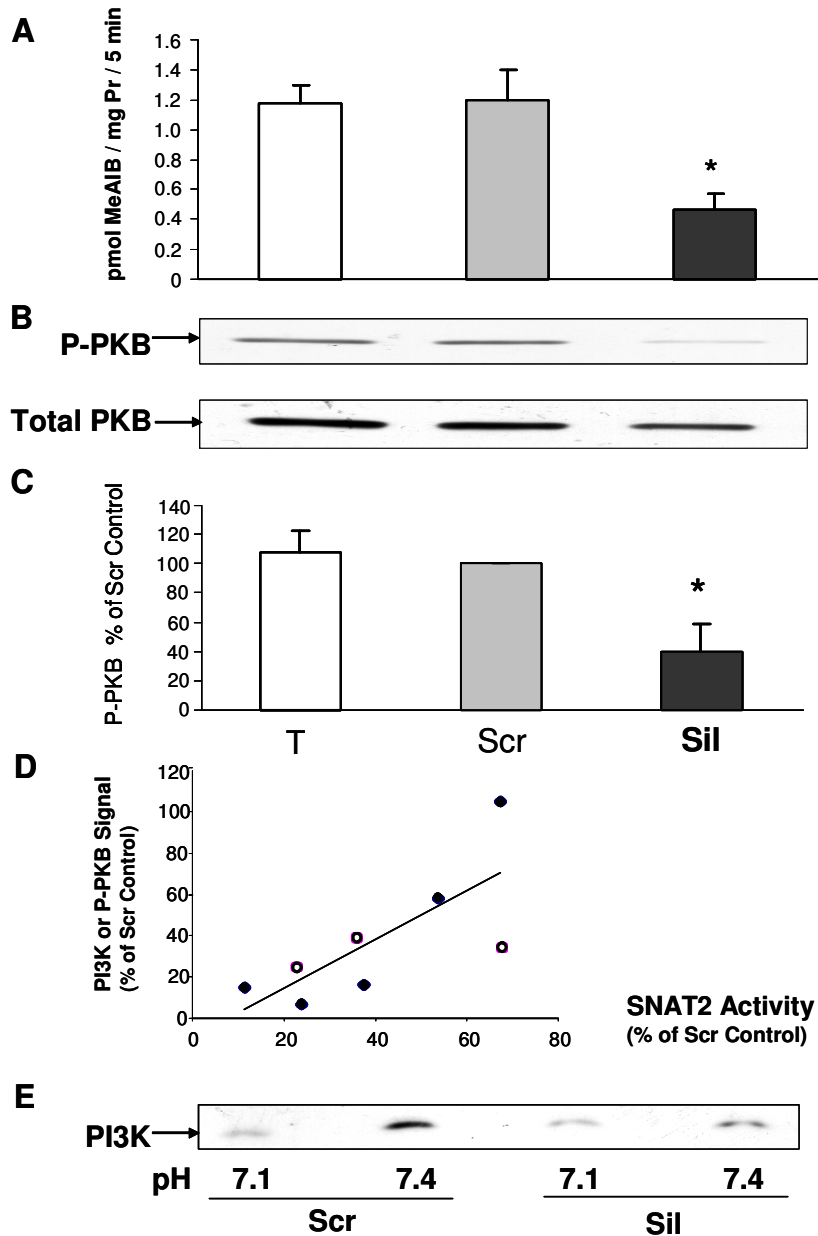 A
pmol MeAIB / mg Pr / 5 min
1.6
1.4
1.2
1.0
0.8
0.6
0.4
0.2
0
*
B
P-PKB
Total PKB
C
P-PKB % of Scr Control
140
120
100
80
60
40
20
0
*
T Scr Sil
D
PI3K or P-PKB Signal
(% of Scr Control)
120
100
80
60
40
20
0
0 20 40 60 80
SNAT2 Activity
(% of Scr Control)
E
PI3K
pH 7.1 7.4 7.1 7.4
Scr Sil